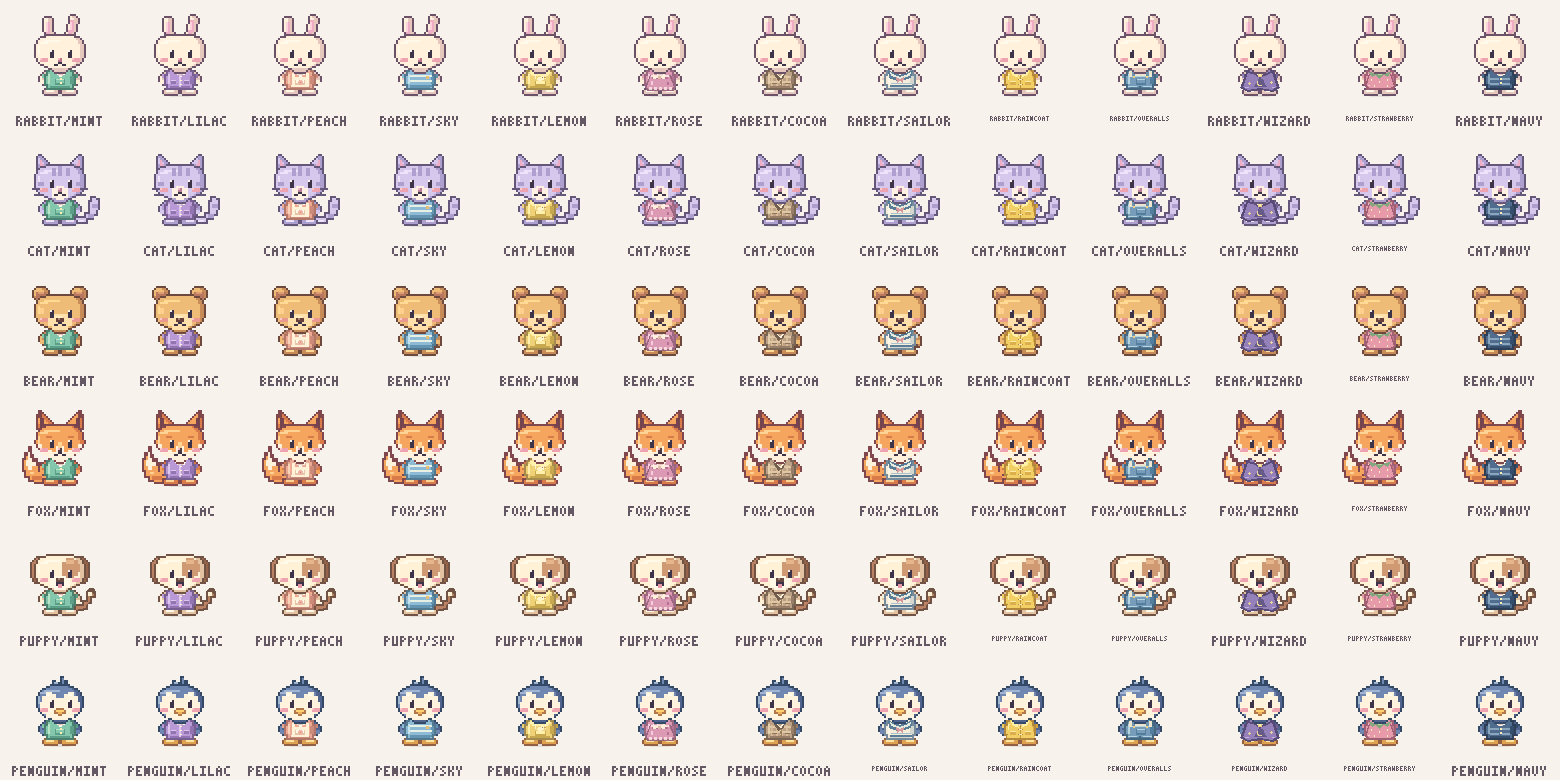 RABBIT/MINT RABBIT/LILAC RABBIT/PEACH RABBIT/SKY RABBIT/LEMON RABBIT/ROSE RABBIT/COCOA RABBIT/SAILOR RABBIT/RAINCOAT RABBIT/OVERALLS RABBIT/WIZARD RABBIT/STRAWBERRY RABBIT/NAVY
CAT/MINT CAT/LILAC CAT/PEACH CAT/SKY CAT/LEMON CAT/ROSE CAT/COCOA CAT/SAILOR CAT/RAINCOAT CAT/OVERALLS CAT/WIZARD CAT/STRAWBERRY CAT/NAVY
BEAR/MINT BEAR/LILAC BEAR/PEACH BEAR/SKY BEAR/LEMON BEAR/ROSE BEAR/COCOA BEAR/SAILOR BEAR/RAINCOAT BEAR/OVERALLS BEAR/WIZARD BEAR/STRAWBERRY BEAR/NAVY
FOX/MINT FOX/LILAC FOX/PEACH FOX/SKY FOX/LEMON FOX/ROSE FOX/COCOA FOX/SAILOR FOX/RAINCOAT FOX/OVERALLS FOX/WIZARD FOX/STRAWBERRY FOX/NAVY
PUPPY/MINT PUPPY/LILAC PUPPY/PEACH PUPPY/SKY PUPPY/LEMON PUPPY/ROSE PUPPY/COCOA PUPPY/SAILOR PUPPY/RAINCOAT PUPPY/OVERALLS PUPPY/WIZARD PUPPY/STRAWBERRY PUPPY/NAVY
PENGUIN/MINT PENGUIN/LILAC PENGUIN/PEACH PENGUIN/SKY PENGUIN/LEMON PENGUIN/ROSE PENGUIN/COCOA PENGUIN/SAILOR PENGUIN/RAINCOAT PENGUIN/OVERALLS PENGUIN/WIZARD PENGUIN/STRAWBERRY PENGUIN/NAVY